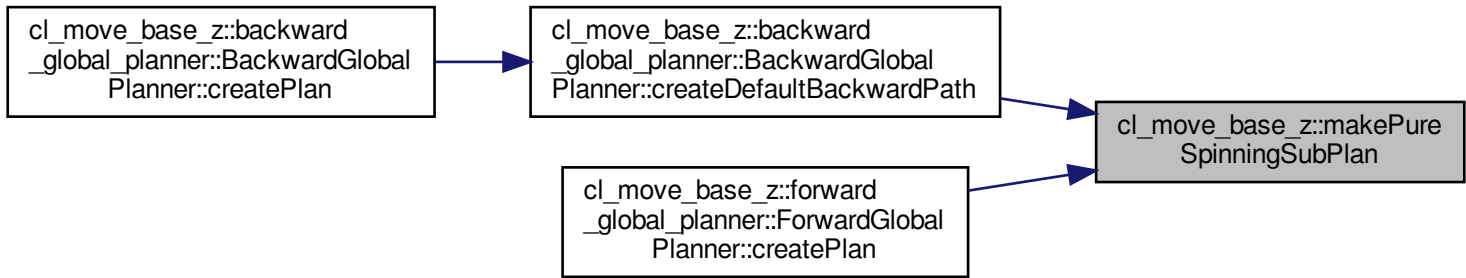 cl_move_base_z::backward
_global_planner::BackwardGlobal
Planner::createPlan
cl_move_base_z::backward
_global_planner::BackwardGlobal
Planner::createDefaultBackwardPath
cl_move_base_z::makePure
SpinningSubPlan
cl_move_base_z::forward
_global_planner::ForwardGlobal
Planner::createPlan